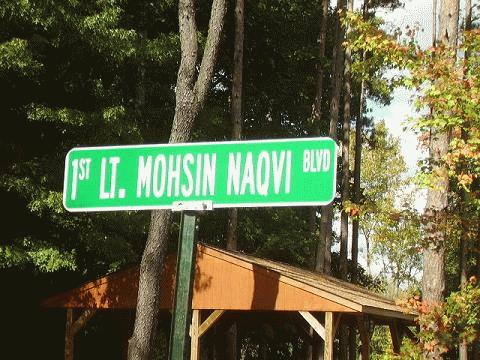 1ST LT. MOHSIN NAQVI BLVD